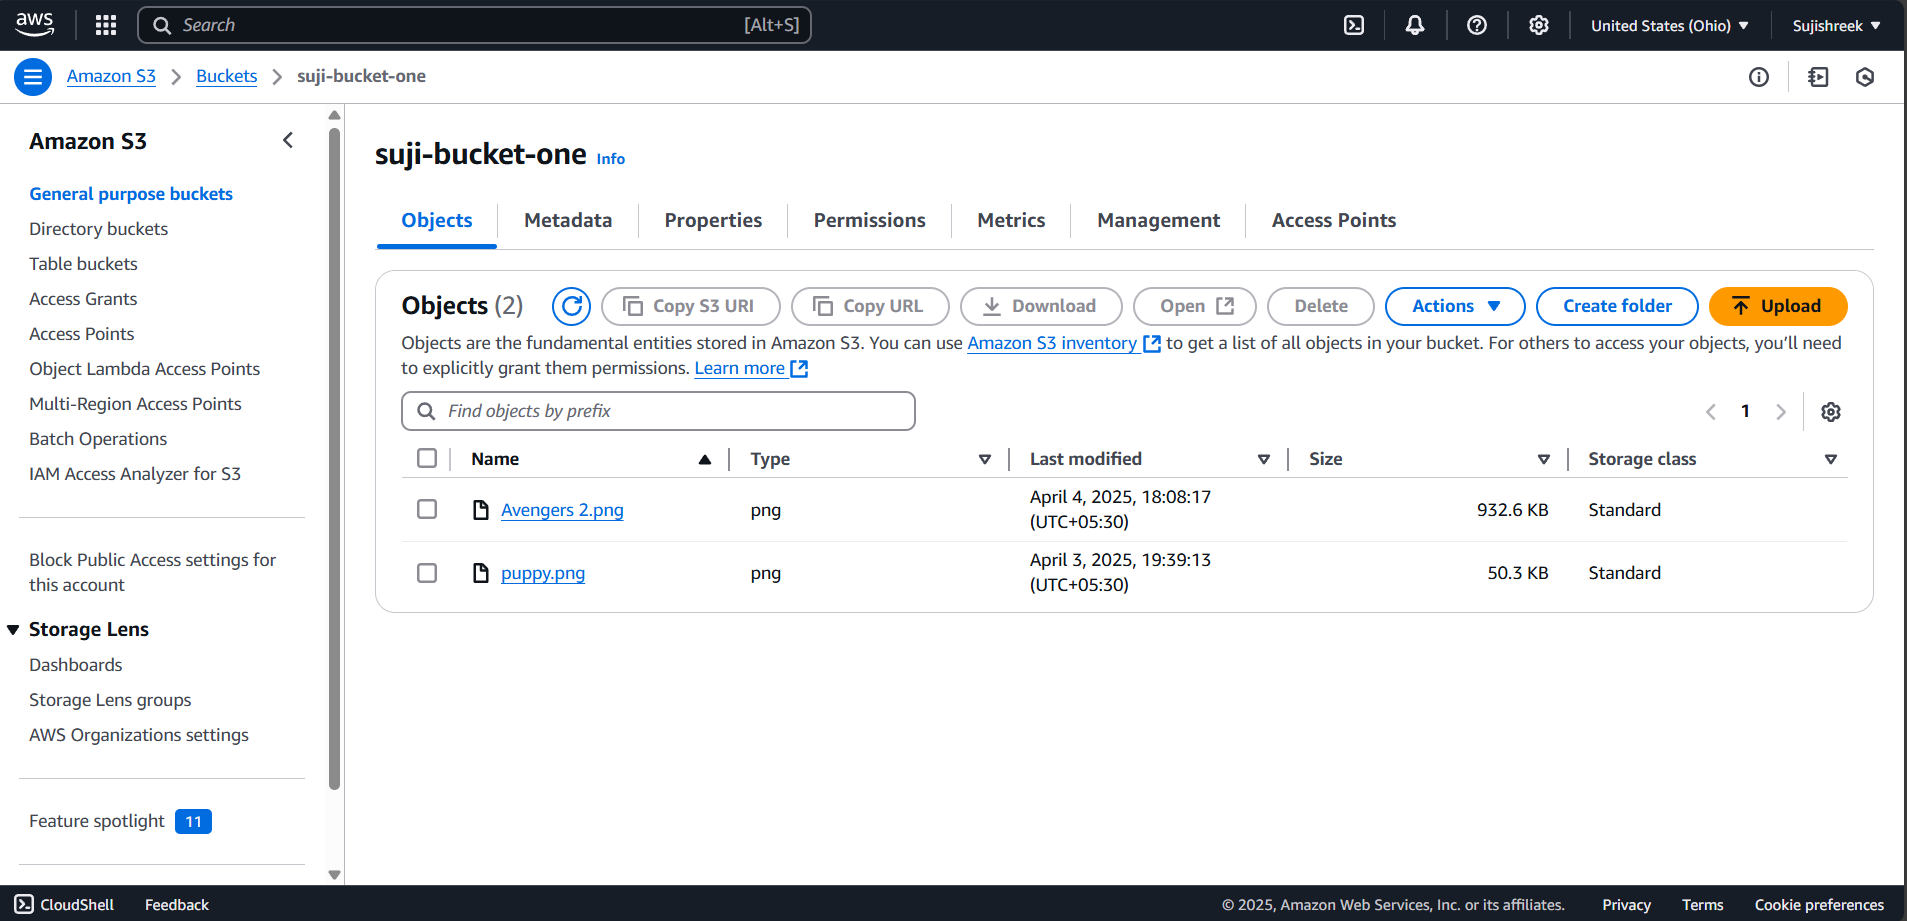 aws
Search [Alt+S]
United States (Ohio)
Sujishreek
Amazon S3 > Buckets > suji-bucket-one
Amazon S3
General purpose buckets
Directory buckets
Table buckets
Access Grants
Access Points
Object Lambda Access Points
Multi-Region Access Points
Batch Operations
IAM Access Analyzer for S3
Block Public Access settings for
this account
Storage Lens
Dashboards
Storage Lens groups
AWS Organizations settings
Feature spotlight 11
suji-bucket-one Info
Objects Metadata Properties Permissions Metrics Management Access Points
Objects (2) Copy S3 URI Copy URL Download Open Delete Actions Create folder Upload
Objects are the fundamental entities stored in Amazon S3. You can use Amazon S3 inventory to get a list of all objects in your bucket. For others to access your objects, you’ll need
to explicitly grant them permissions. Learn more
Find objects by prefix
1
Name Type Last modified Size Storage class
Avengers 2.png png April 4, 2025, 18:08:17 932.6 KB Standard
(UTC+05:30)
puppy.png png April 3, 2025, 19:39:13 50.3 KB Standard
(UTC+05:30)
CloudShell Feedback © 2025, Amazon Web Services, Inc. or its affiliates. Privacy Terms Cookie preferences